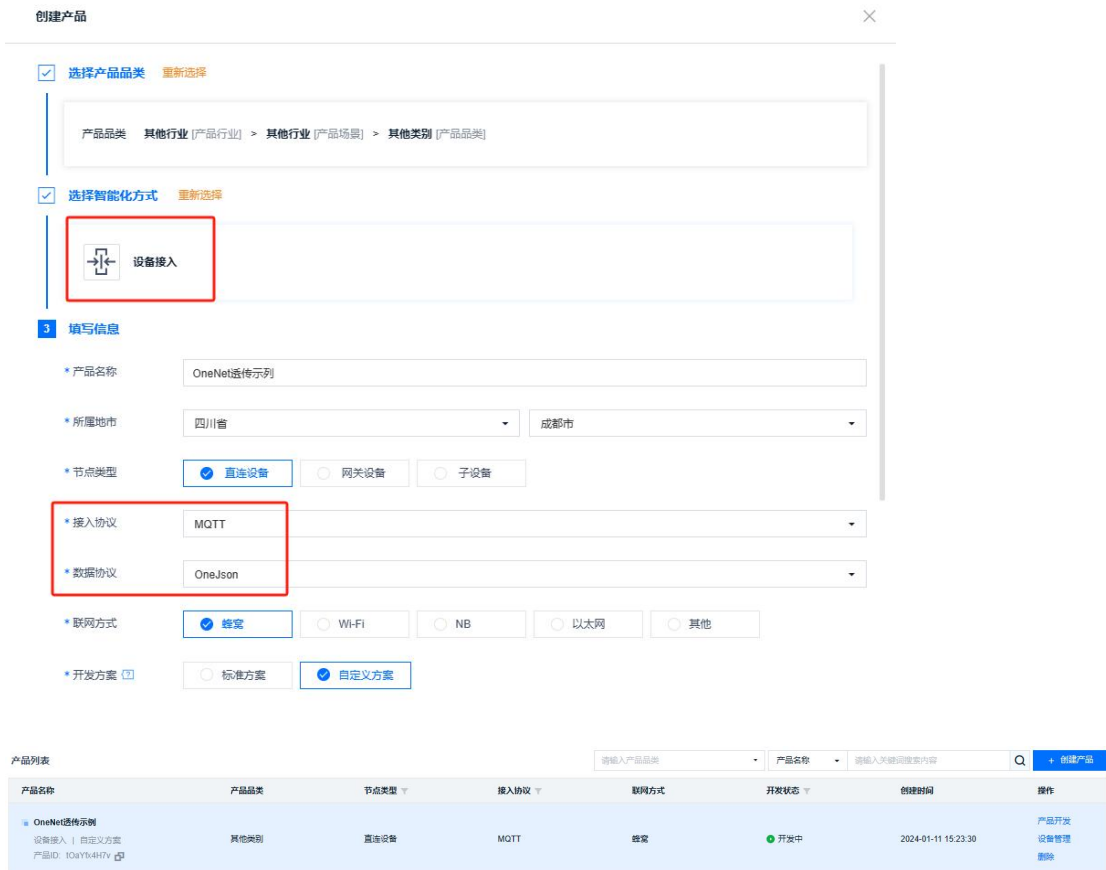 创建产品
选择产品品类 重新选择
产品品类 其他行业 [产品行业] > 其他行业 [产品场景] > 其他类别 [产品品类]
选择智能化方式 重新选择
设备接入
3 填写信息
* 产品名称 OneNet透传示列
* 所属地市 四川省 成都市
* 节点类型 直连设备 网关设备 子设备
* 接入协议 MQTT
* 数据协议 OneJson
* 联网方式 蜂窝 Wi-Fi NB 以太网 其他
* 开发方案 ? 标准方案 自定义方案
产品列表 请输入产品品类 产品名称 请输入关键词搜索内容 + 创建产品
产品名称 产品品类 节点类型 接入协议 联网方式 开发状态 创建时间 操作
OneNet透传示例
设备接入 | 自定义方案
产品ID:
其他类别 直连设备 MQTT 蜂窝 开发中 2024-01-11 15:23:30
产品开发
设备管理
删除